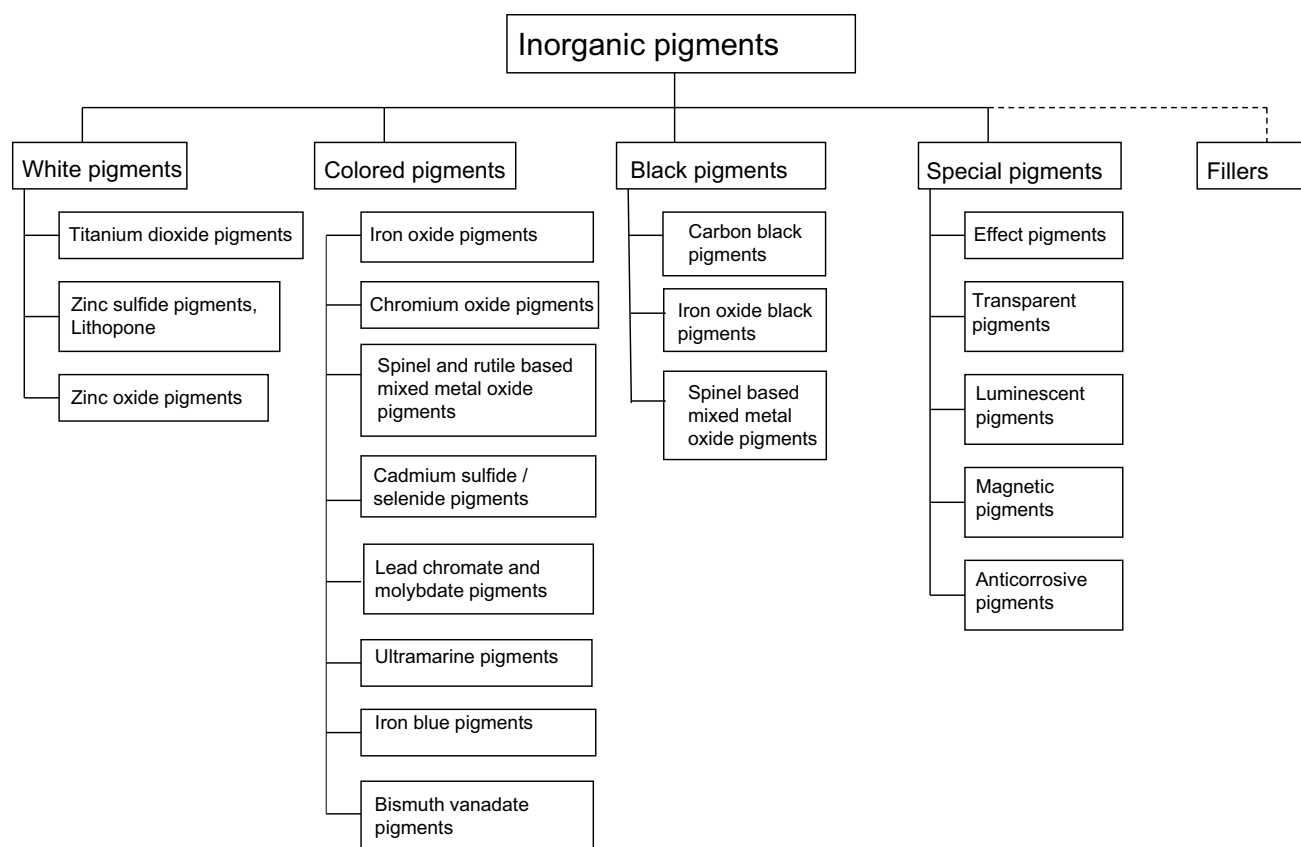 Inorganic pigments
White pigments
Titanium dioxide pigments
Zinc sulfide pigments,
Lithopone
Zinc oxide pigments
Colored pigments
Iron oxide pigments
Chromium oxide pigments
Spinel and rutile based
mixed metal oxide
pigments
Cadmium sulfide /
selenide pigments
Lead chromate and
molybdate pigments
Ultramarine pigments
Iron blue pigments
Bismuth vanadate
pigments
Black pigments
Carbon black
pigments
Iron oxide black
pigments
Spinel based
mixed metal
oxide pigments
Special pigments
Effect pigments
Transparent
pigments
Luminescent
pigments
Magnetic
pigments
Anticorrosive
pigments
Fillers